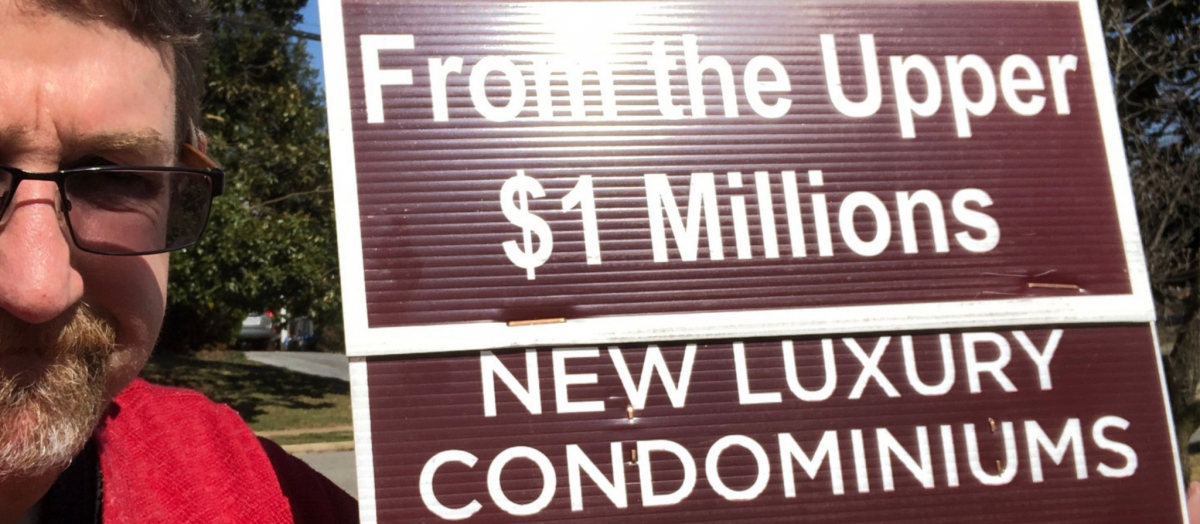 From the Upper
$1 Millions
NEW LUXURY
CONDOMINIUMS